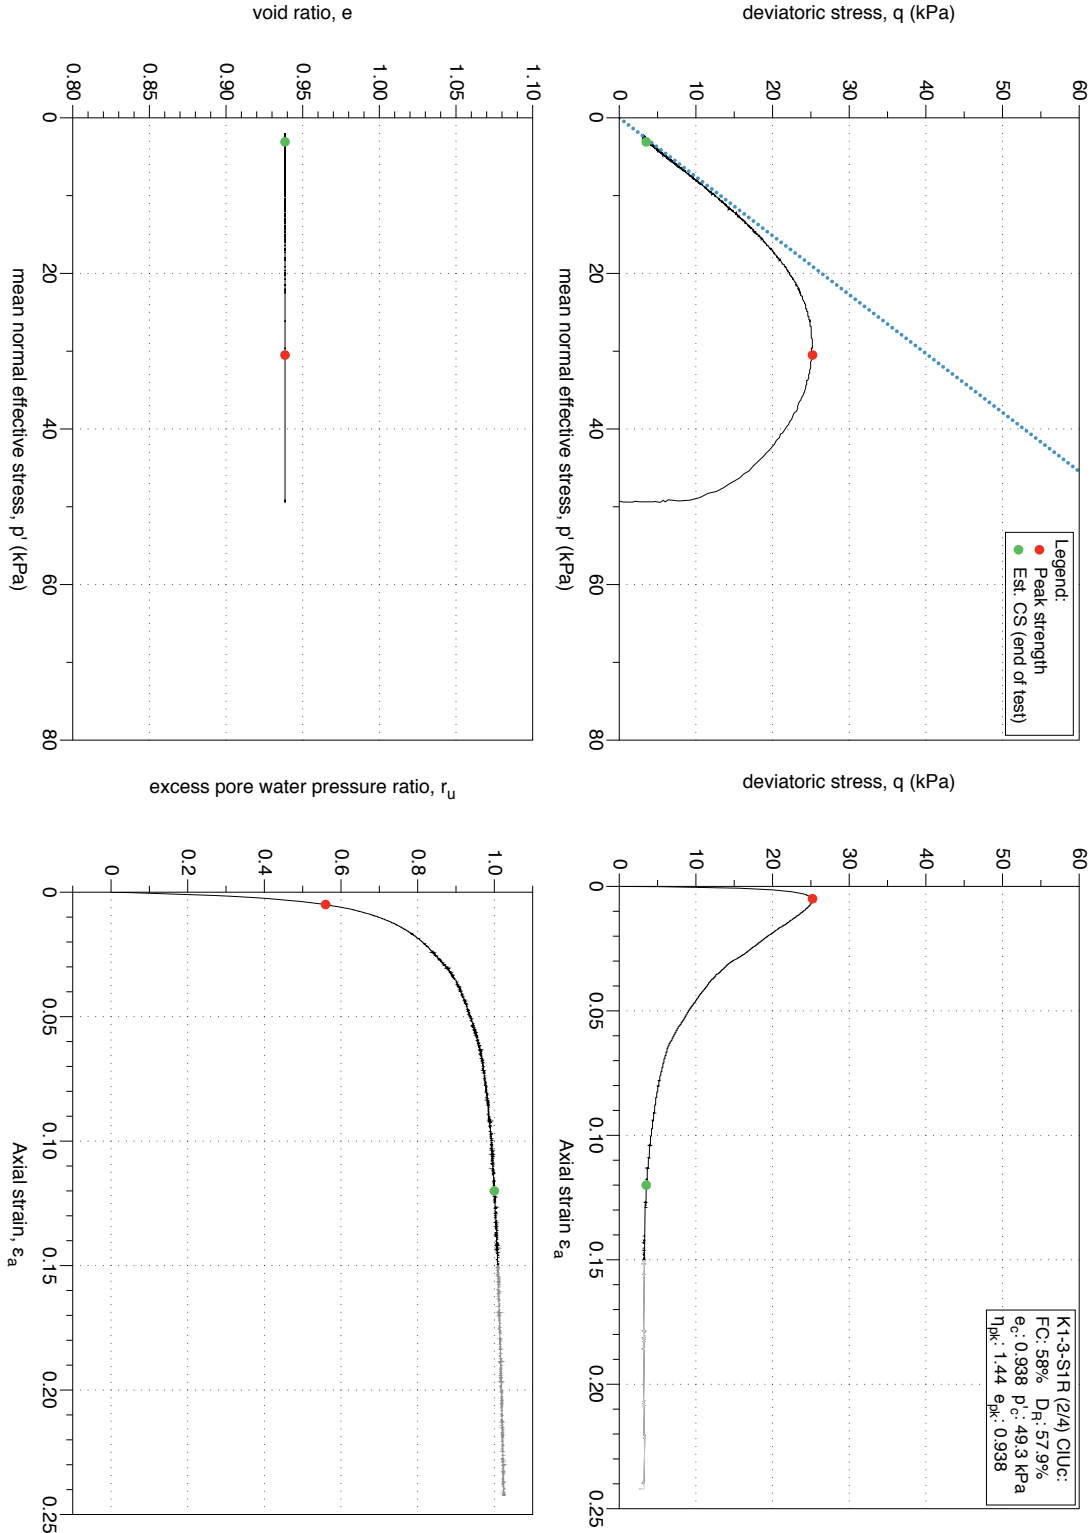 deviatoric stress, q (kPa)
60
50
40
30
20
10
0
0 20 40 60 80
mean normal effective stress, p' (kPa)
Legend:
Peak strength
Est. CS (end of test)
deviatoric stress, q (kPa)
60
50
40
30
20
10
0
0 0.05 0.10 0.15 0.20 0.25
Axial strain εa
K1-3-S1R (2/4) CIUc:
FC: 58% DR: 57.9%
ec: 0.938 p'c: 49.3 kPa
ηpk: 1.44 epk: 0.938
void ratio, e
1.10
1.05
1.00
0.95
0.90
0.85
0.80
0 20 40 60 80
mean normal effective stress, p' (kPa)
excess pore water pressure ratio, ru
1.0
0.8
0.6
0.4
0.2
0
0 0.05 0.10 0.15 0.20 0.25
Axial strain, εa